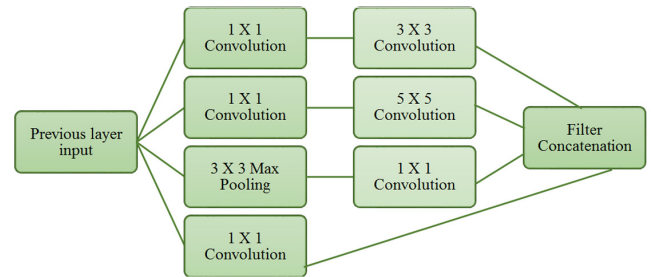 1 X 1
Convolution
3 X 3
Convolution
1 X 1
Convolution
5 X 5
Convolution
Previous layer
input
Filter
Concatenation
3 X 3 Max
Pooling
1 X 1
Convolution
1 X 1
Convolution